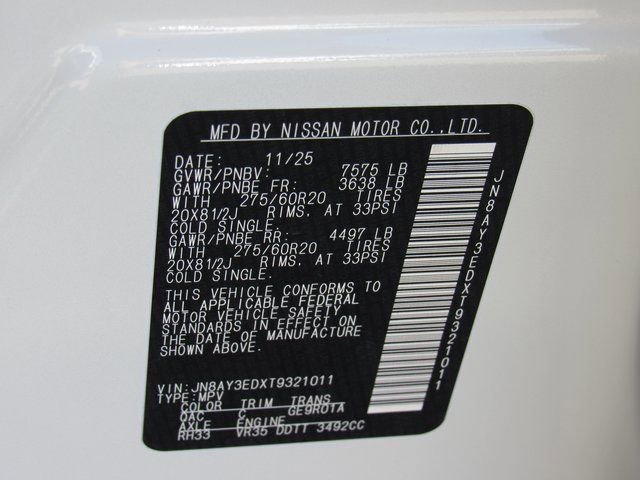 MFD BY NISSAN MOTOR CO.,LTD.
DATE: 11/25
GVWR/PNBV: 7575 LB
GAWR/PNBE FR: 3638 LB
WITH 275/60R20 TIRES
20X81/2J RIMS. AT 33PSI
COLD SINGLE.
GAWR/PNBE RR: 4497 LB
WITH 275/60R20 TIRES
20X81/2J RIMS. AT 33PSI
COLD SINGLE.
THIS VEHICLE CONFORMS TO
ALL APPLICABLE FEDERAL
MOTOR VEHICLE SAFETY
STANDARDS IN EFFECT ON
THE DATE OF MANUFACTURE
SHOWN ABOVE.
VIN:JN8AY3EDXT9321011
TYPE:MPV
COLOR TRIM TRANS
QAC C GE9R01A
AXLE ENGINE
RH33 VR35 DDTT 3492CC
JN8AY3EDXT9321011